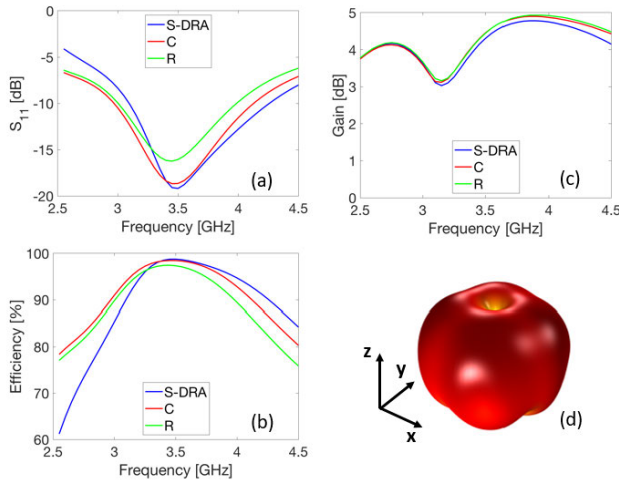 0
-5
-10
-15
-20
S11 [dB]
S-DRA
C
R
(a)
2.5 3 3.5 4 4.5
Frequency [GHz]
5
4
3
2
1
0
Gain [dB]
S-DRA
C
R
(c)
2.5 3 3.5 4 4.5
Frequency [GHz]
100
90
80
70
60
Efficiency [%]
S-DRA
C
R
(b)
2.5 3 3.5 4 4.5
Frequency [GHz]
z
y
x
(d)